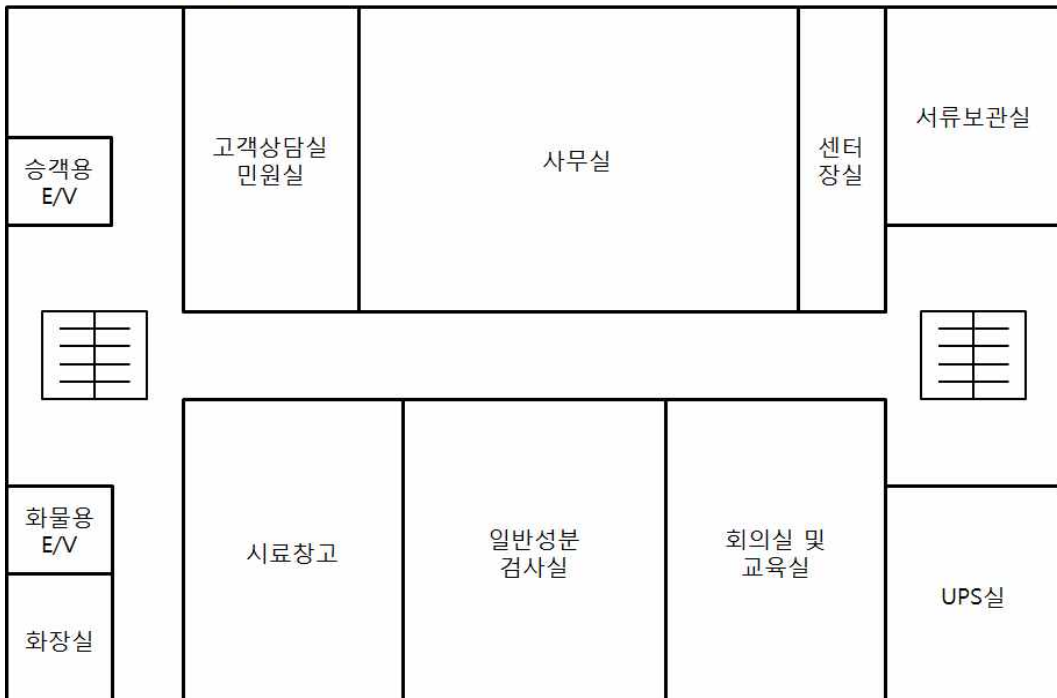 고객상담실
민원실
사무실
센터
장실
서류보관실
승객용
E/V
화물용
E/V
화장실
시료창고
일반성분
검사실
회의실 및
교육실
UPS실